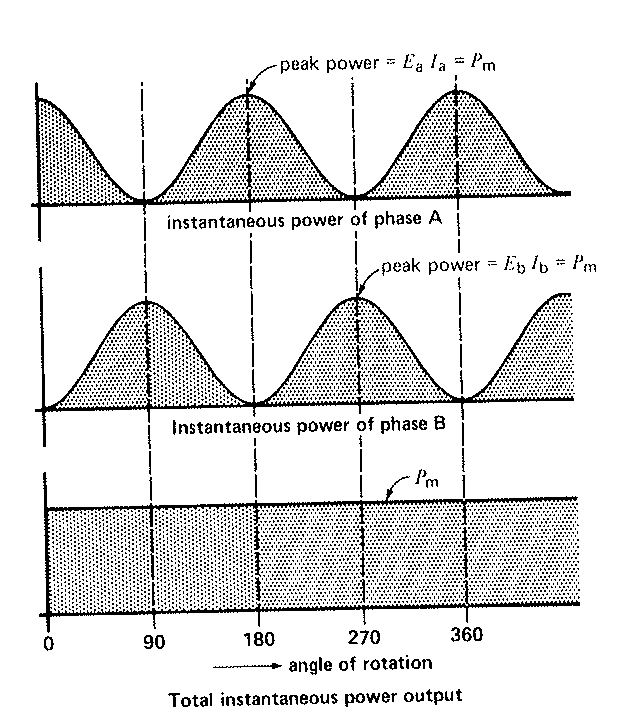 peak power = Ea Ia = Pm
instantaneous power of phase A
peak power = Eb Ib = Pm
Instantaneous power of phase B
Pm
0 90 180 270 360
angle of rotation
Total instantaneous power output